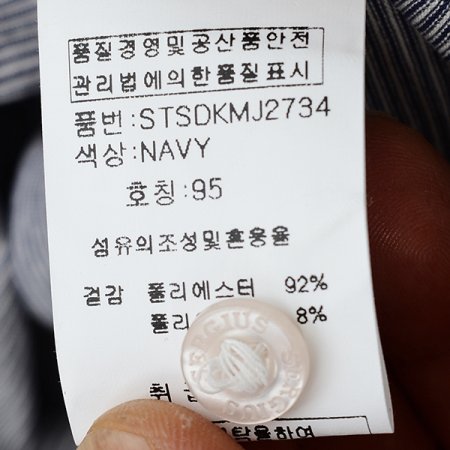 품질경영및공산품안전
관리법에의한품질표시
품번:STSDKMJ2734
색상:NAVY
호칭:95
섬유의조성및혼용율
겉감 폴리에스터 92%
폴리 8%